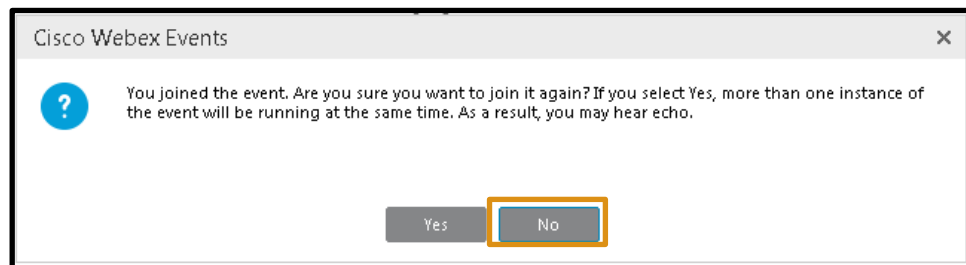 Cisco Webex Events
You joined the event. Are you sure you want to join it again? If you select Yes, more than one instance of
the event will be running at the same time. As a result, you may hear echo.
Yes No